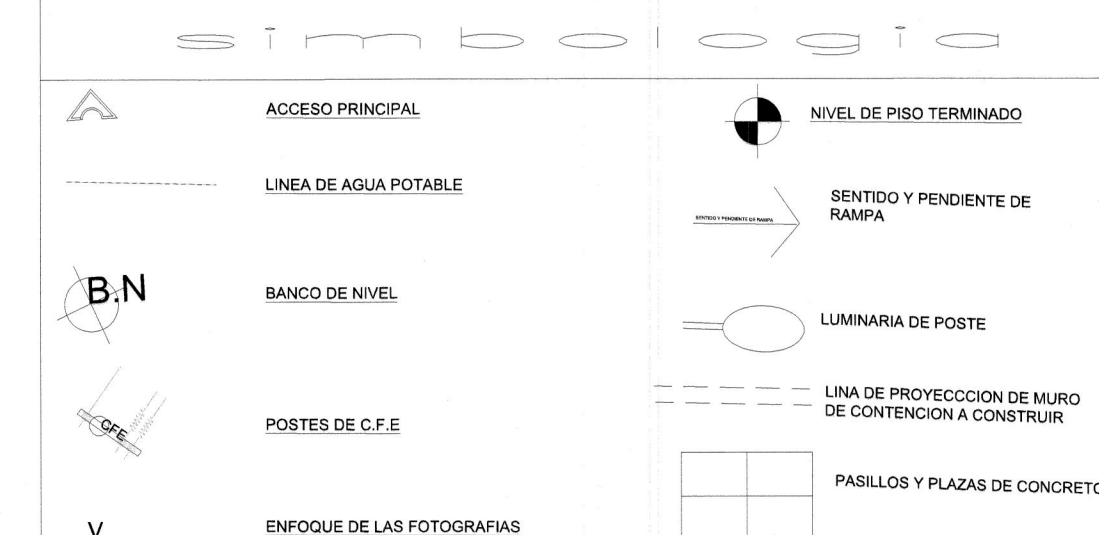 simbología
ACCESO PRINCIPAL
LINEA DE AGUA POTABLE
B.N
BANCO DE NIVEL
CFE
POSTES DE C.F.E
V
ENFOQUE DE LAS FOTOGRAFIAS
NIVEL DE PISO TERMINADO
SENTIDO Y PENDIENTE DE RAMPA
SENTIDO Y PENDIENTE DE
RAMPA
LUMINARIA DE POSTE
LINA DE PROYECCCION DE MURO
DE CONTENCION A CONSTRUIR
PASILLOS Y PLAZAS DE CONCRETO